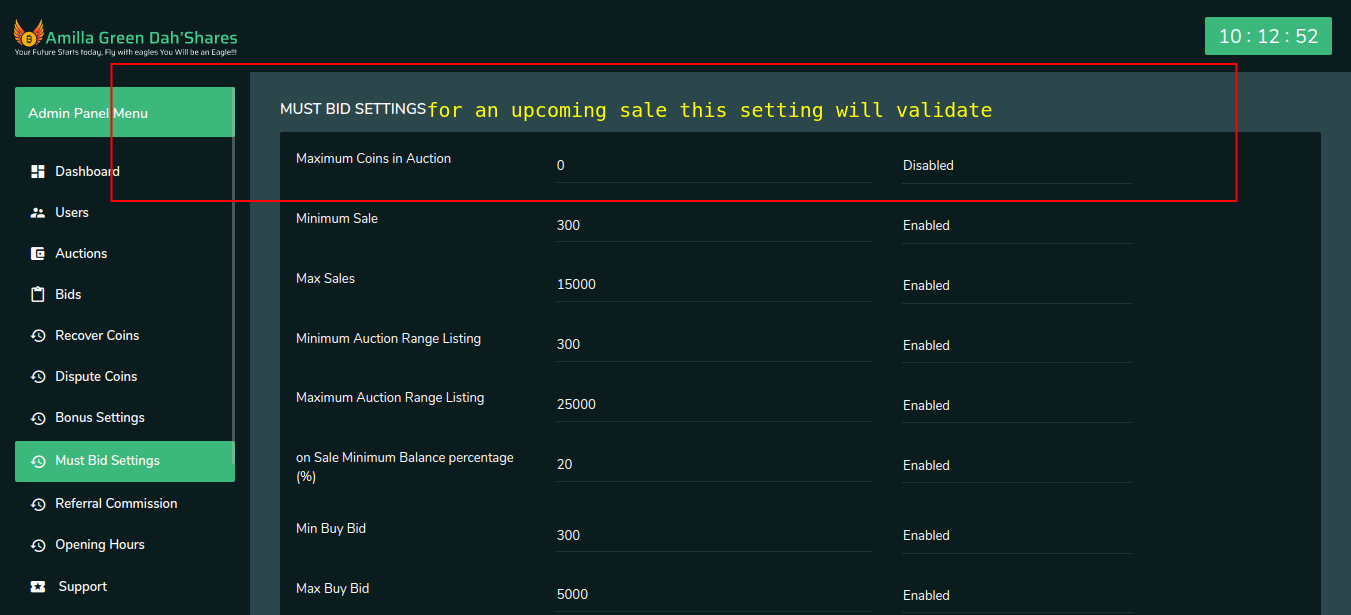 Amilla Green Dah'Shares
Your Future Starts today, Fly with eagles You Will be an Eagle!!!
10 : 12 : 52
Admin Panel Menu
Dashboard
Users
Auctions
Bids
Recover Coins
Dispute Coins
Bonus Settings
Must Bid Settings
Referral Commission
Opening Hours
Support
MUST BID SETTINGS for an upcoming sale this setting will validate
Maximum Coins in Auction 0 Disabled
Minimum Sale 300 Enabled
Max Sales 15000 Enabled
Minimum Auction Range Listing 300 Enabled
Maximum Auction Range Listing 25000 Enabled
on Sale Minimum Balance percentage 20 Enabled
(%)
Min Buy Bid 300 Enabled
Max Buy Bid 5000 Enabled